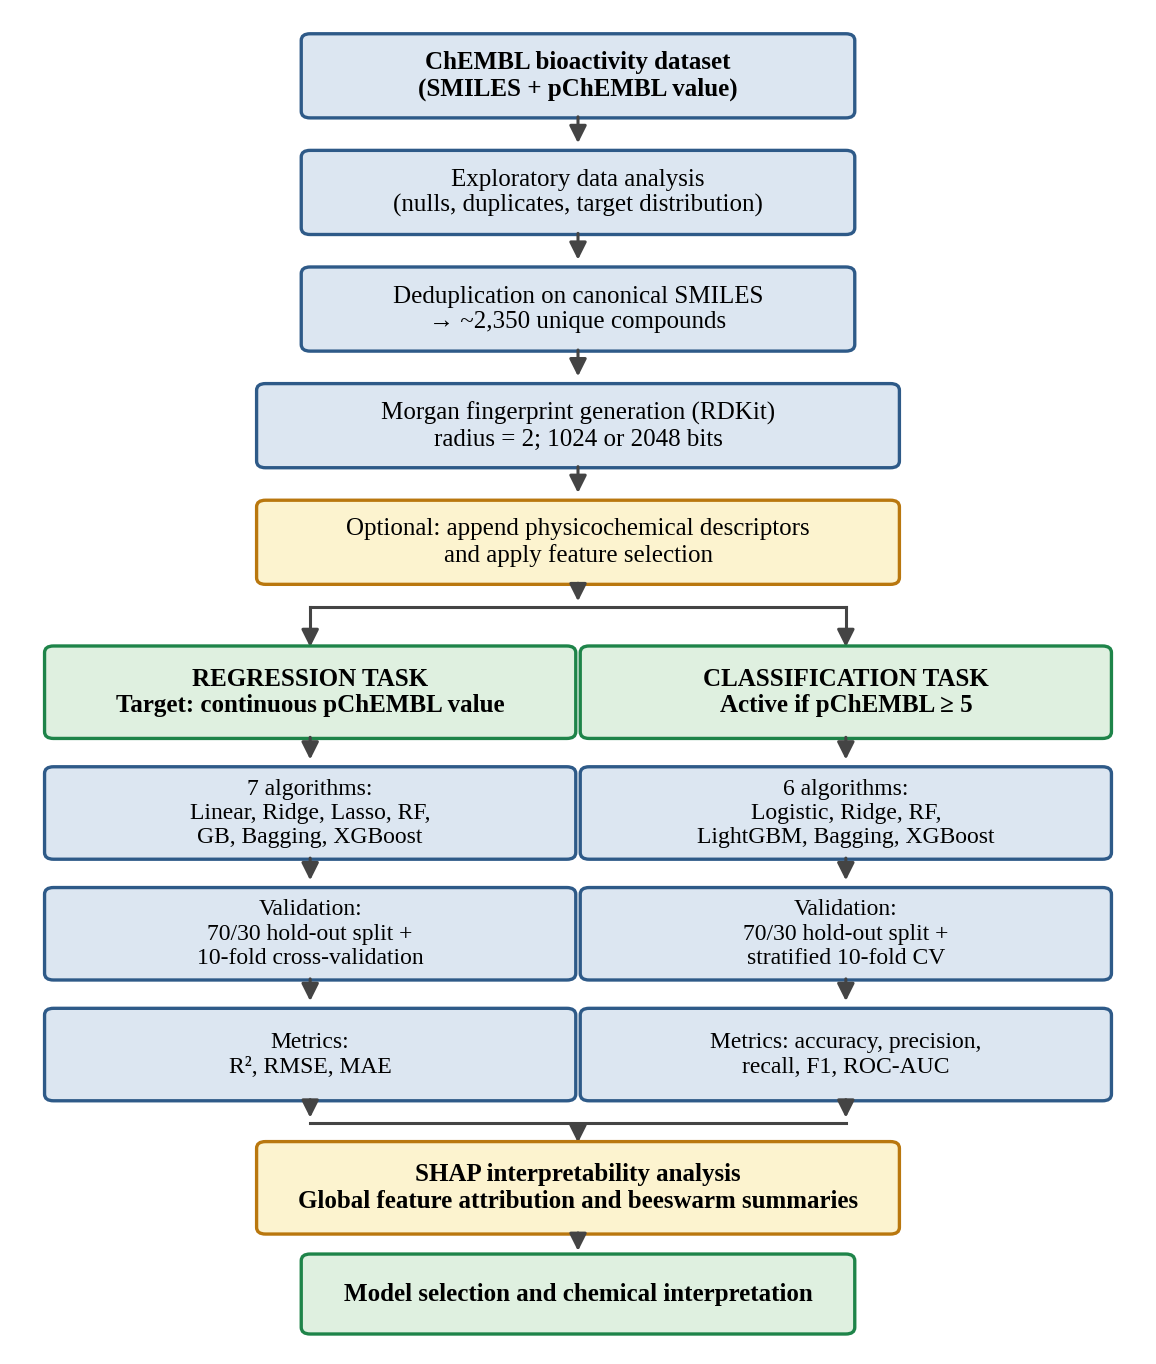 ChEMBL bioactivity dataset
(SMILES + pChEMBL value)
Exploratory data analysis
(nulls, duplicates, target distribution)
Deduplication on canonical SMILES
→ ~2,350 unique compounds
Morgan fingerprint generation (RDKit)
radius = 2; 1024 or 2048 bits
Optional: append physicochemical descriptors
and apply feature selection
REGRESSION TASK
Target: continuous pChEMBL value
CLASSIFICATION TASK
Active if pChEMBL ≥ 5
7 algorithms:
Linear, Ridge, Lasso, RF,
GB, Bagging, XGBoost
6 algorithms:
Logistic, Ridge, RF,
LightGBM, Bagging, XGBoost
Validation:
70/30 hold-out split +
10-fold cross-validation
Validation:
70/30 hold-out split +
stratified 10-fold CV
Metrics:
R², RMSE, MAE
Metrics: accuracy, precision,
recall, F1, ROC-AUC
SHAP interpretability analysis
Global feature attribution and beeswarm summaries
Model selection and chemical interpretation